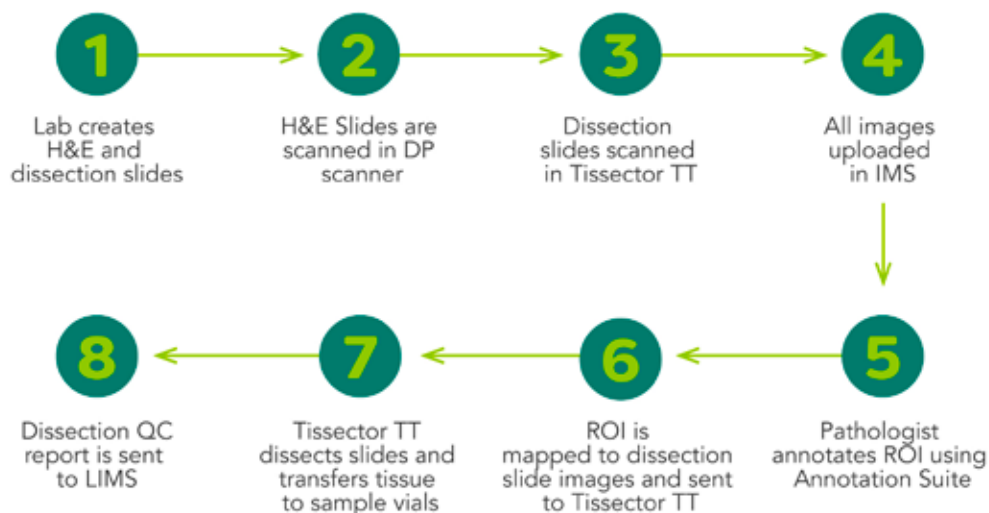 1
Lab creates
H&E and
dissection slides
2
H&E Slides are
scanned in DP
scanner
3
Dissection
slides scanned
in Tissector TT
4
All images
uploaded
in IMS
5
Pathologist
annotates ROI using
Annotation Suite
6
ROI is
mapped to dissection
slide images and sent
to Tissector TT
7
Tissector TT
dissects slides and
transfers tissue
to sample vials
8
Dissection QC
report is sent
to LIMS